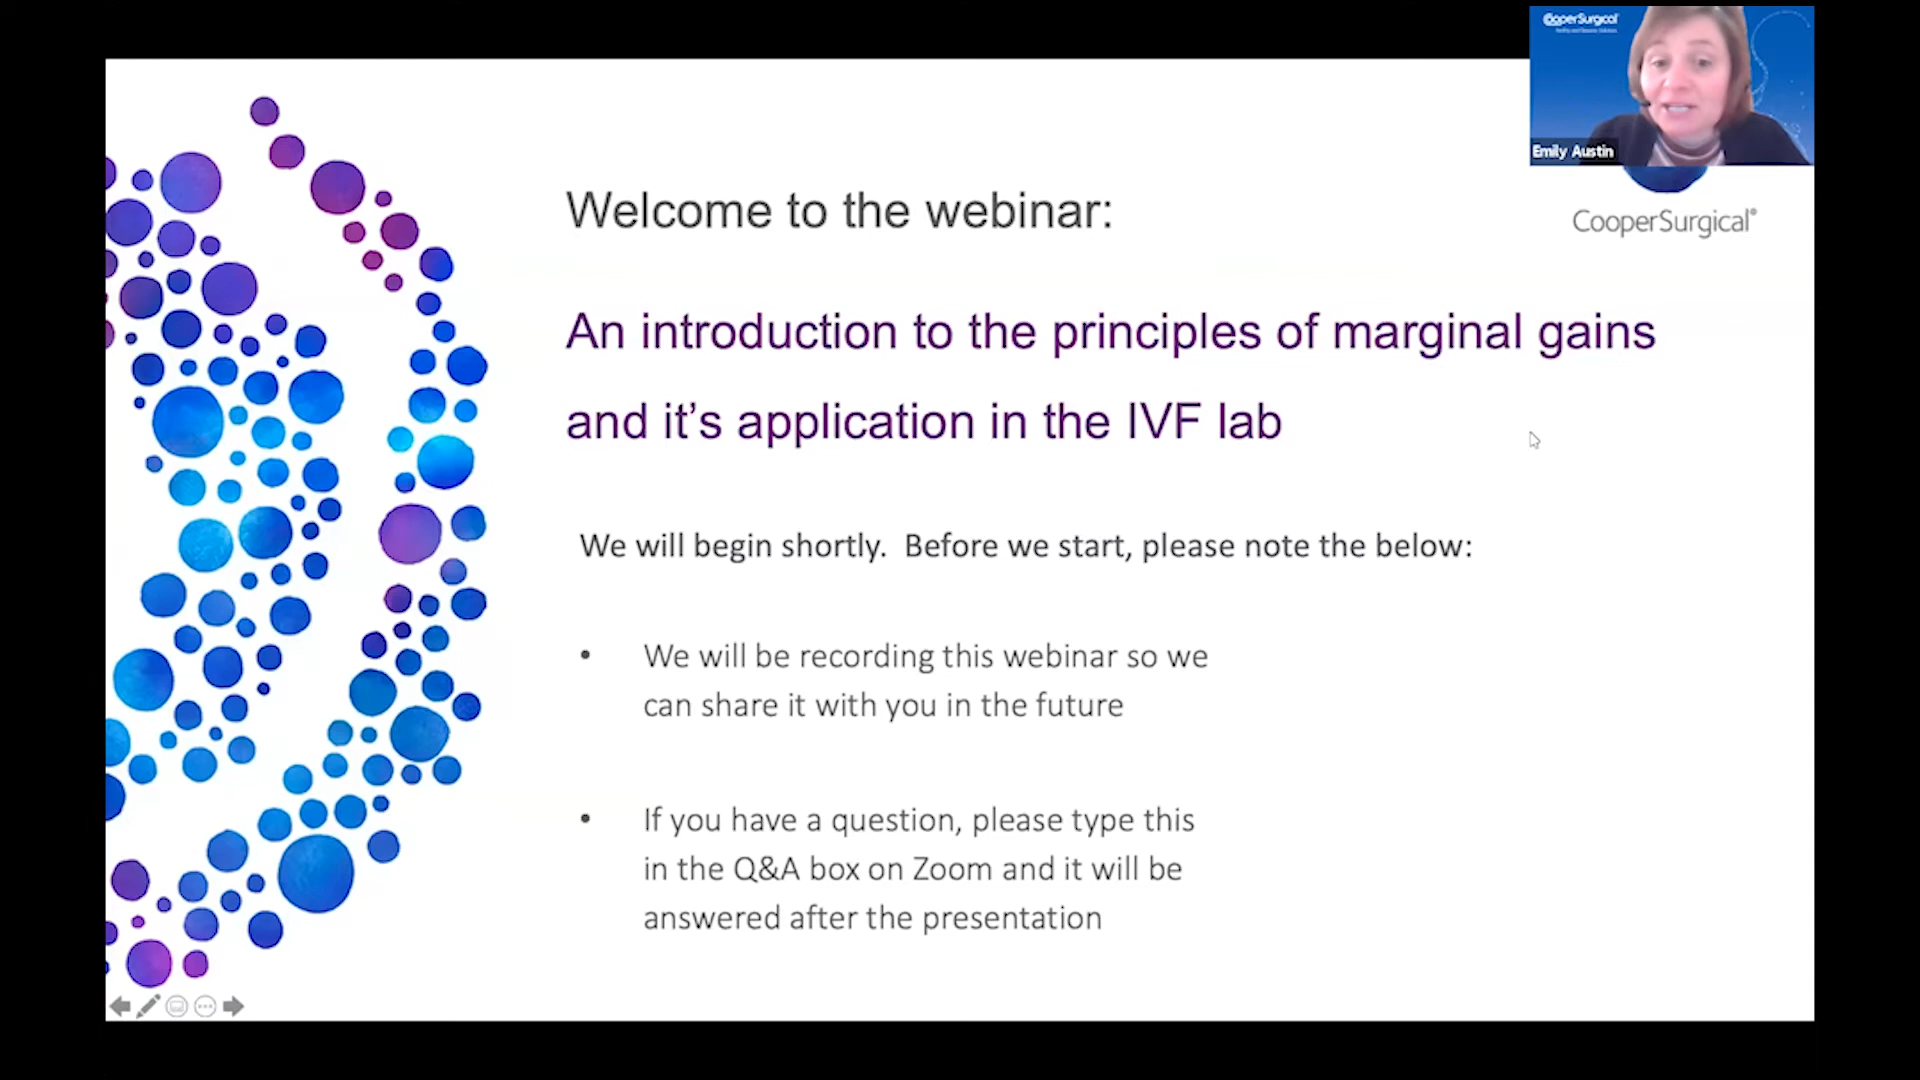 CooperSurgical
Emily Austin
CooperSurgical®
Welcome to the webinar:
An introduction to the principles of marginal gains
and it’s application in the IVF lab
We will begin shortly. Before we start, please note the below:
• We will be recording this webinar so we
can share it with you in the future
• If you have a question, please type this
in the Q&A box on Zoom and it will be
answered after the presentation